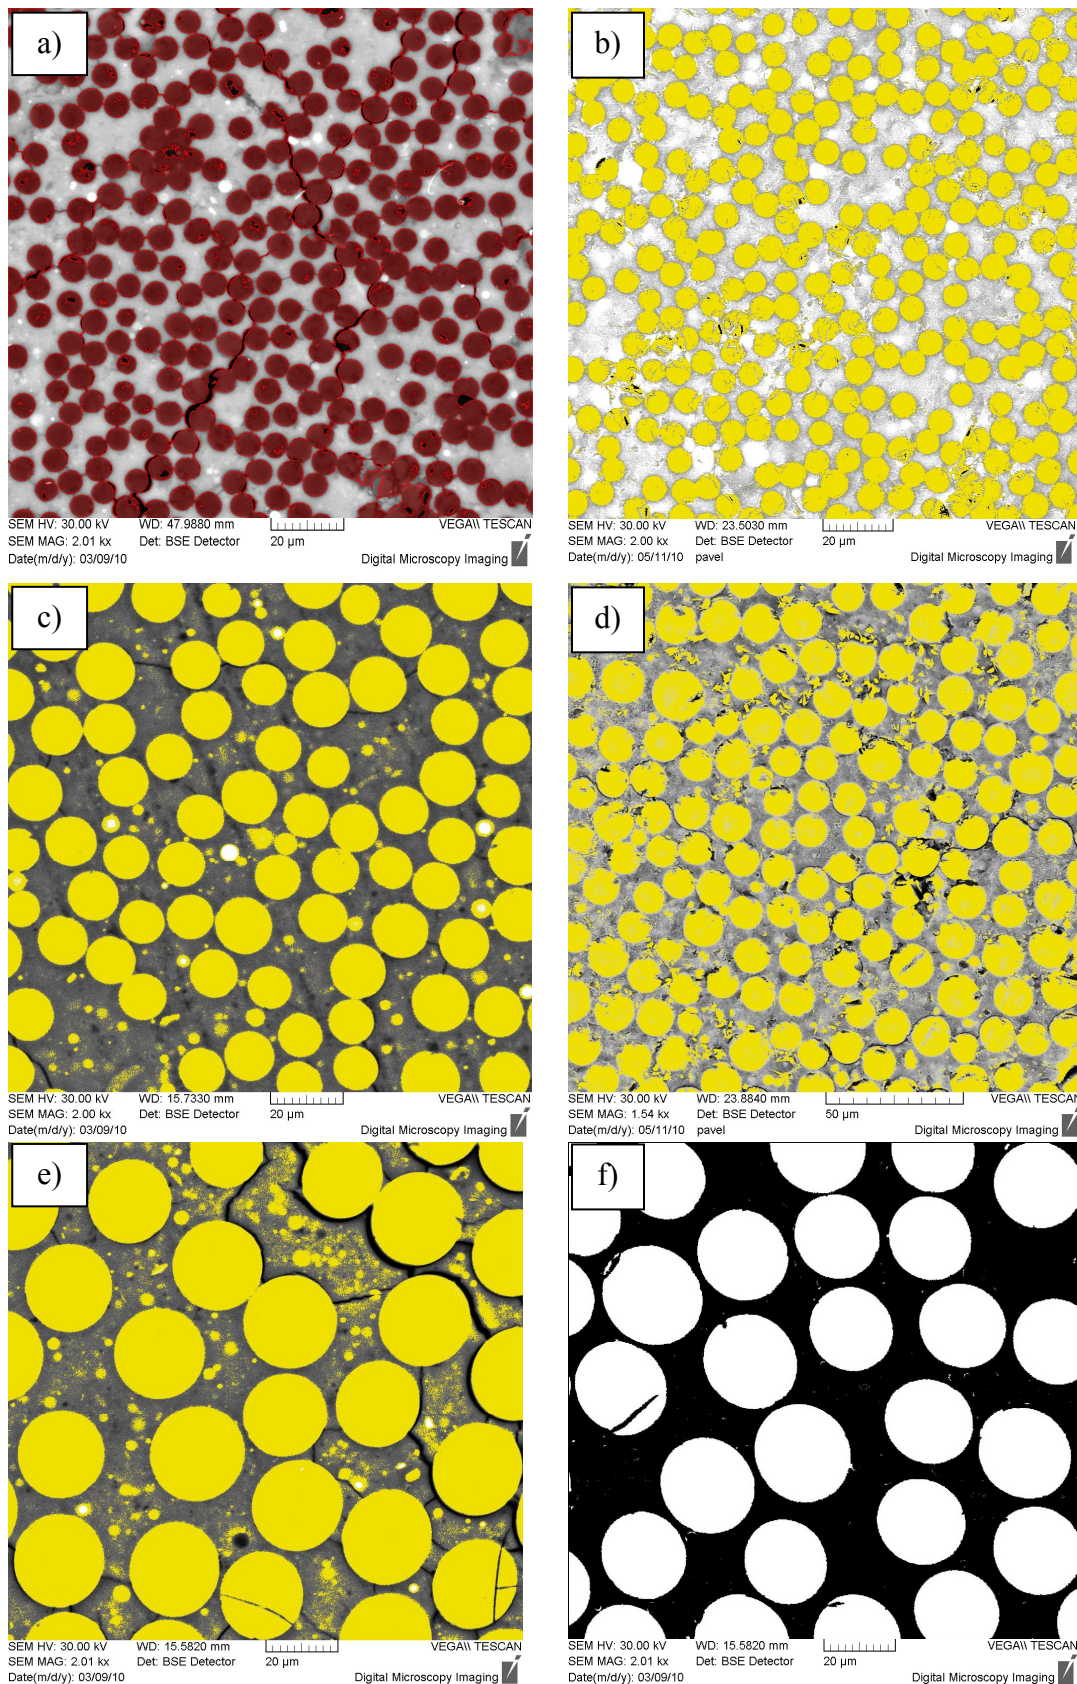 a)
SEM HV: 30.00 kV WD: 47.9880 mm VEGA\\ TESCAN
SEM MAG: 2.01 kx Det: BSE Detector 20 µm
Date(m/d/y): 03/09/10 Digital Microscopy Imaging
b)
SEM HV: 30.00 kV WD: 23.5030 mm VEGA\\ TESCAN
SEM MAG: 2.00 kx Det: BSE Detector 20 µm
Date(m/d/y): 05/11/10 pavel Digital Microscopy Imaging
c)
SEM HV: 30.00 kV WD: 15.7330 mm VEGA\\ TESCAN
SEM MAG: 2.00 kx Det: BSE Detector 20 µm
Date(m/d/y): 03/09/10 Digital Microscopy Imaging
d)
SEM HV: 30.00 kV WD: 23.8840 mm VEGA\\ TESCAN
SEM MAG: 1.54 kx Det: BSE Detector 50 µm
Date(m/d/y): 05/11/10 pavel Digital Microscopy Imaging
e)
SEM HV: 30.00 kV WD: 15.5820 mm VEGA\\ TESCAN
SEM MAG: 2.01 kx Det: BSE Detector 20 µm
Date(m/d/y): 03/09/10 Digital Microscopy Imaging
f)
SEM HV: 30.00 kV WD: 15.5820 mm VEGA\\ TESCAN
SEM MAG: 2.01 kx Det: BSE Detector 20 µm
Date(m/d/y): 03/09/10 Digital Microscopy Imaging